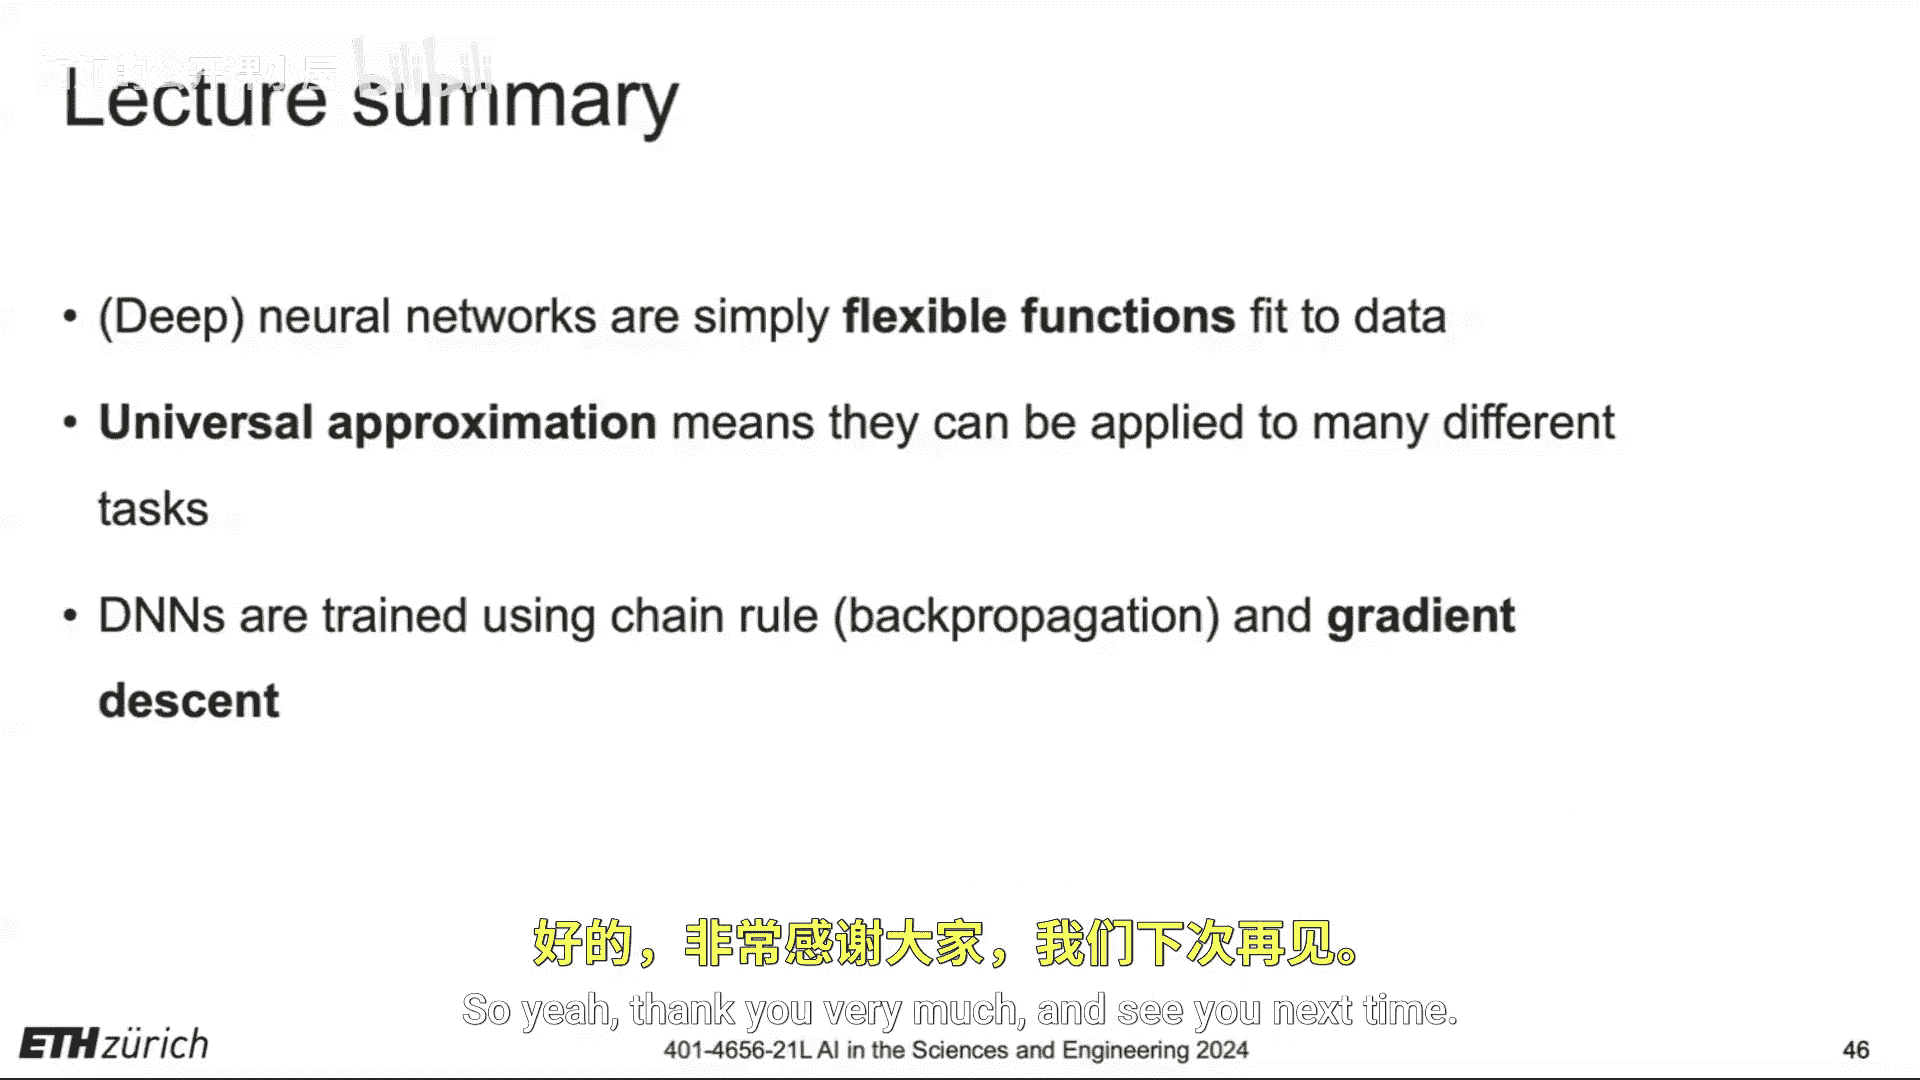 bilibili
Lecture summary
• (Deep) neural networks are simply flexible functions fit to data
• Universal approximation means they can be applied to many different
tasks
• DNNs are trained using chain rule (backpropagation) and gradient
descent
好的，非常感谢大家，我们下次再见。
So yeah, thank you very much, and see you next time.
ETH zürich
401-4656-21L AI in the Sciences and Engineering 2024
46